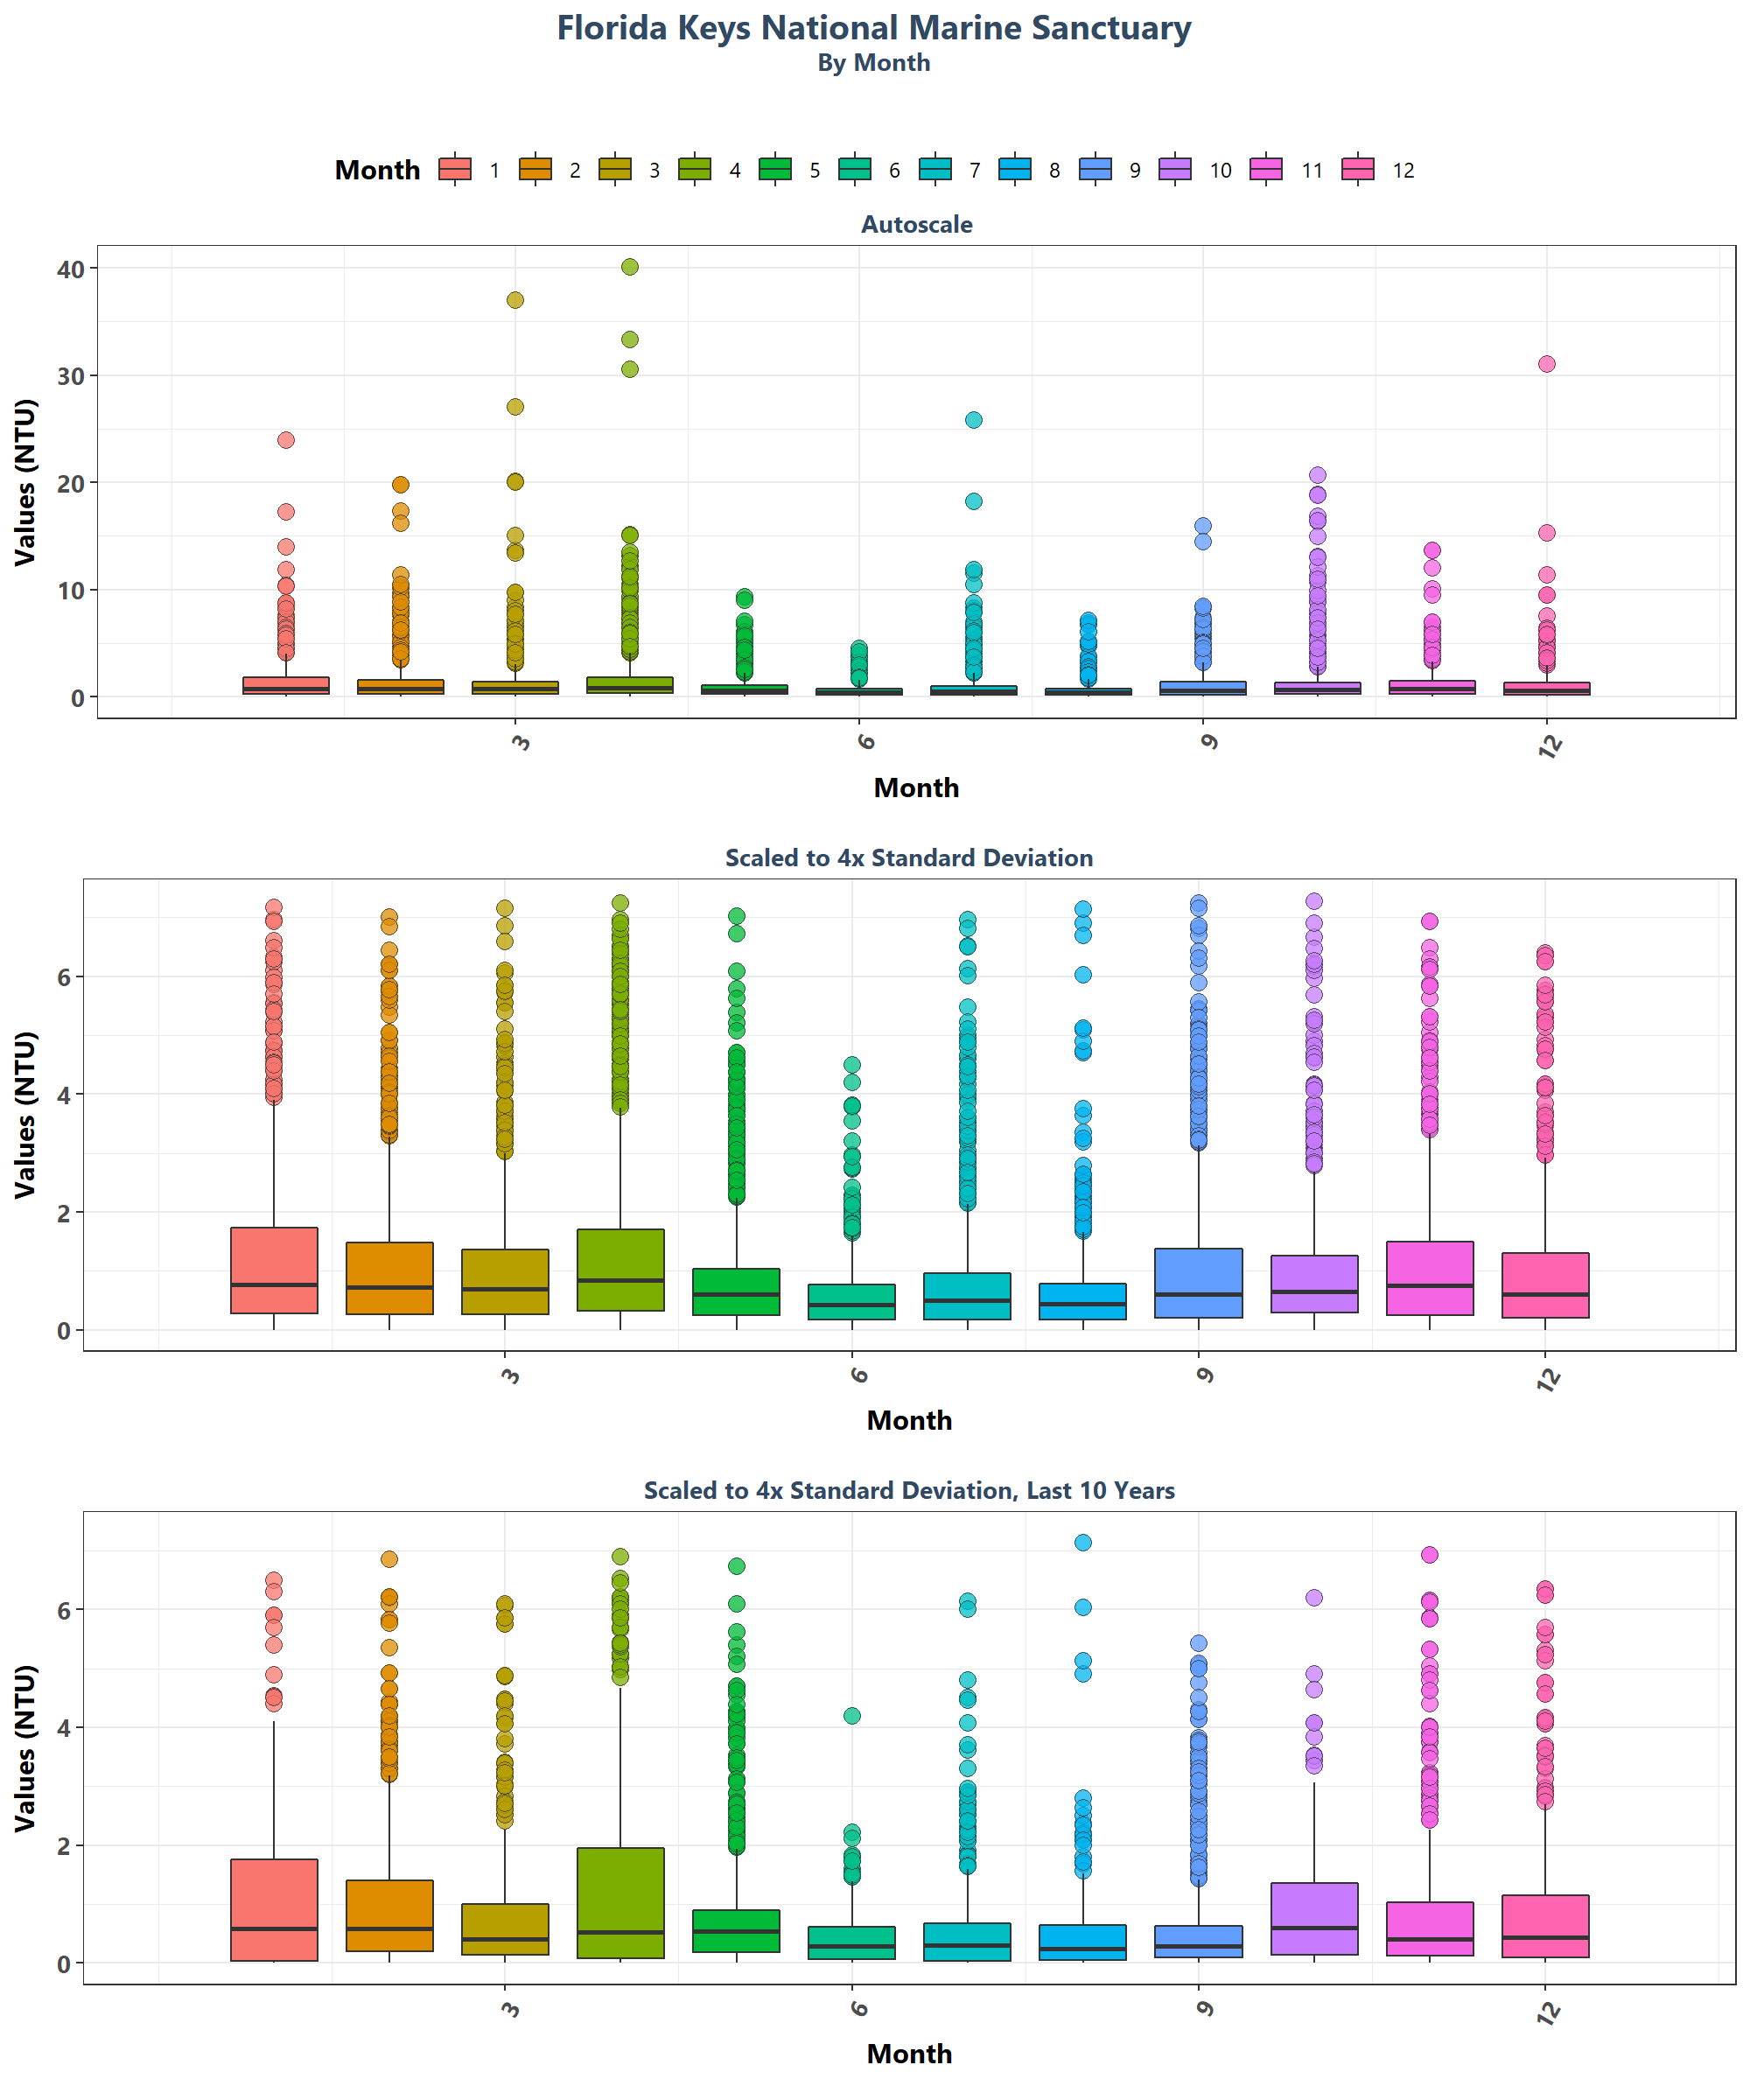 Florida Keys National Marine Sanctuary
By Month
Month 1 2 3 4 5 6 7 8 9 10 11 12
Autoscale
Values (NTU)
40
30
20
10
0
3 6 9 12
Month
Scaled to 4x Standard Deviation
Values (NTU)
6
4
2
0
3 6 9 12
Month
Scaled to 4x Standard Deviation, Last 10 Years
Values (NTU)
6
4
2
0
3 6 9 12
Month